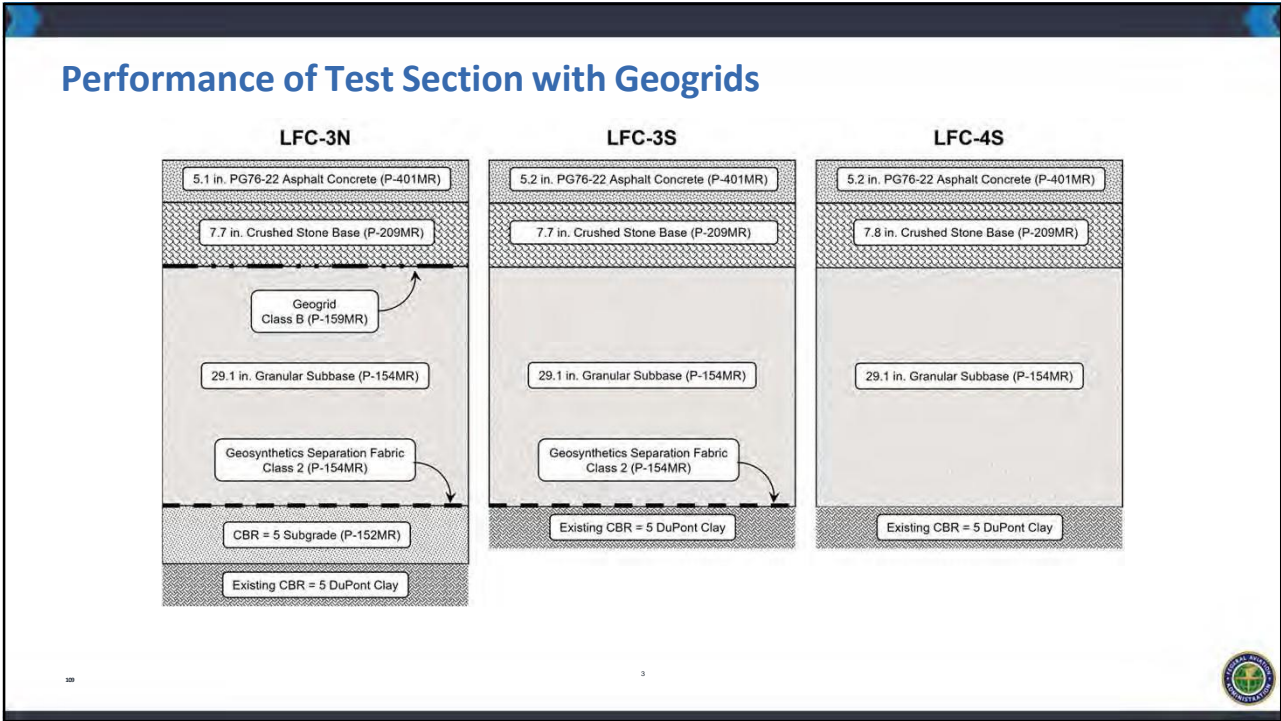 Performance of Test Section with Geogrids
LFC-3N
5.1 in. PG76-22 Asphalt Concrete (P-401MR)
7.7 in. Crushed Stone Base (P-209MR)
Geogrid
Class B (P-159MR)
29.1 in. Granular Subbase (P-154MR)
Geosynthetics Separation Fabric
Class 2 (P-154MR)
CBR = 5 Subgrade (P-152MR)
Existing CBR = 5 DuPont Clay
LFC-3S
5.2 in. PG76-22 Asphalt Concrete (P-401MR)
7.7 in. Crushed Stone Base (P-209MR)
29.1 in. Granular Subbase (P-154MR)
Geosynthetics Separation Fabric
Class 2 (P-154MR)
Existing CBR = 5 DuPont Clay
LFC-4S
5.2 in. PG76-22 Asphalt Concrete (P-401MR)
7.8 in. Crushed Stone Base (P-209MR)
29.1 in. Granular Subbase (P-154MR)
Existing CBR = 5 DuPont Clay
109
3
FEDERAL AVIATION
ADMINISTRATION